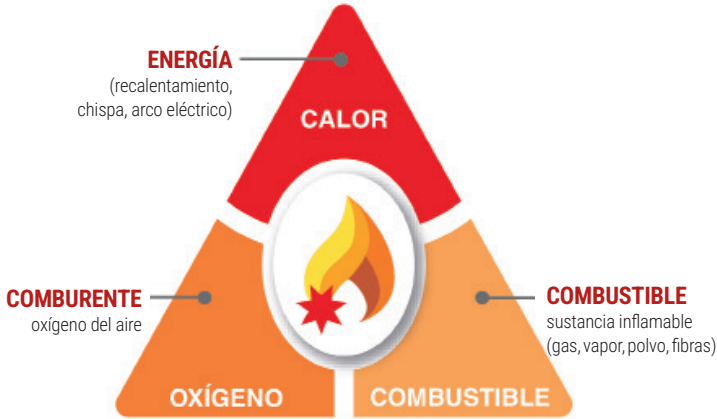 ENERGÍA
(recalentamiento,
chispa, arco eléctrico)
CALOR
COMBURENTE
oxígeno del aire
COMBUSTIBLE
sustancia inflamable
(gas, vapor, polvo, fibras)
OXÍGENO
COMBUSTIBLE